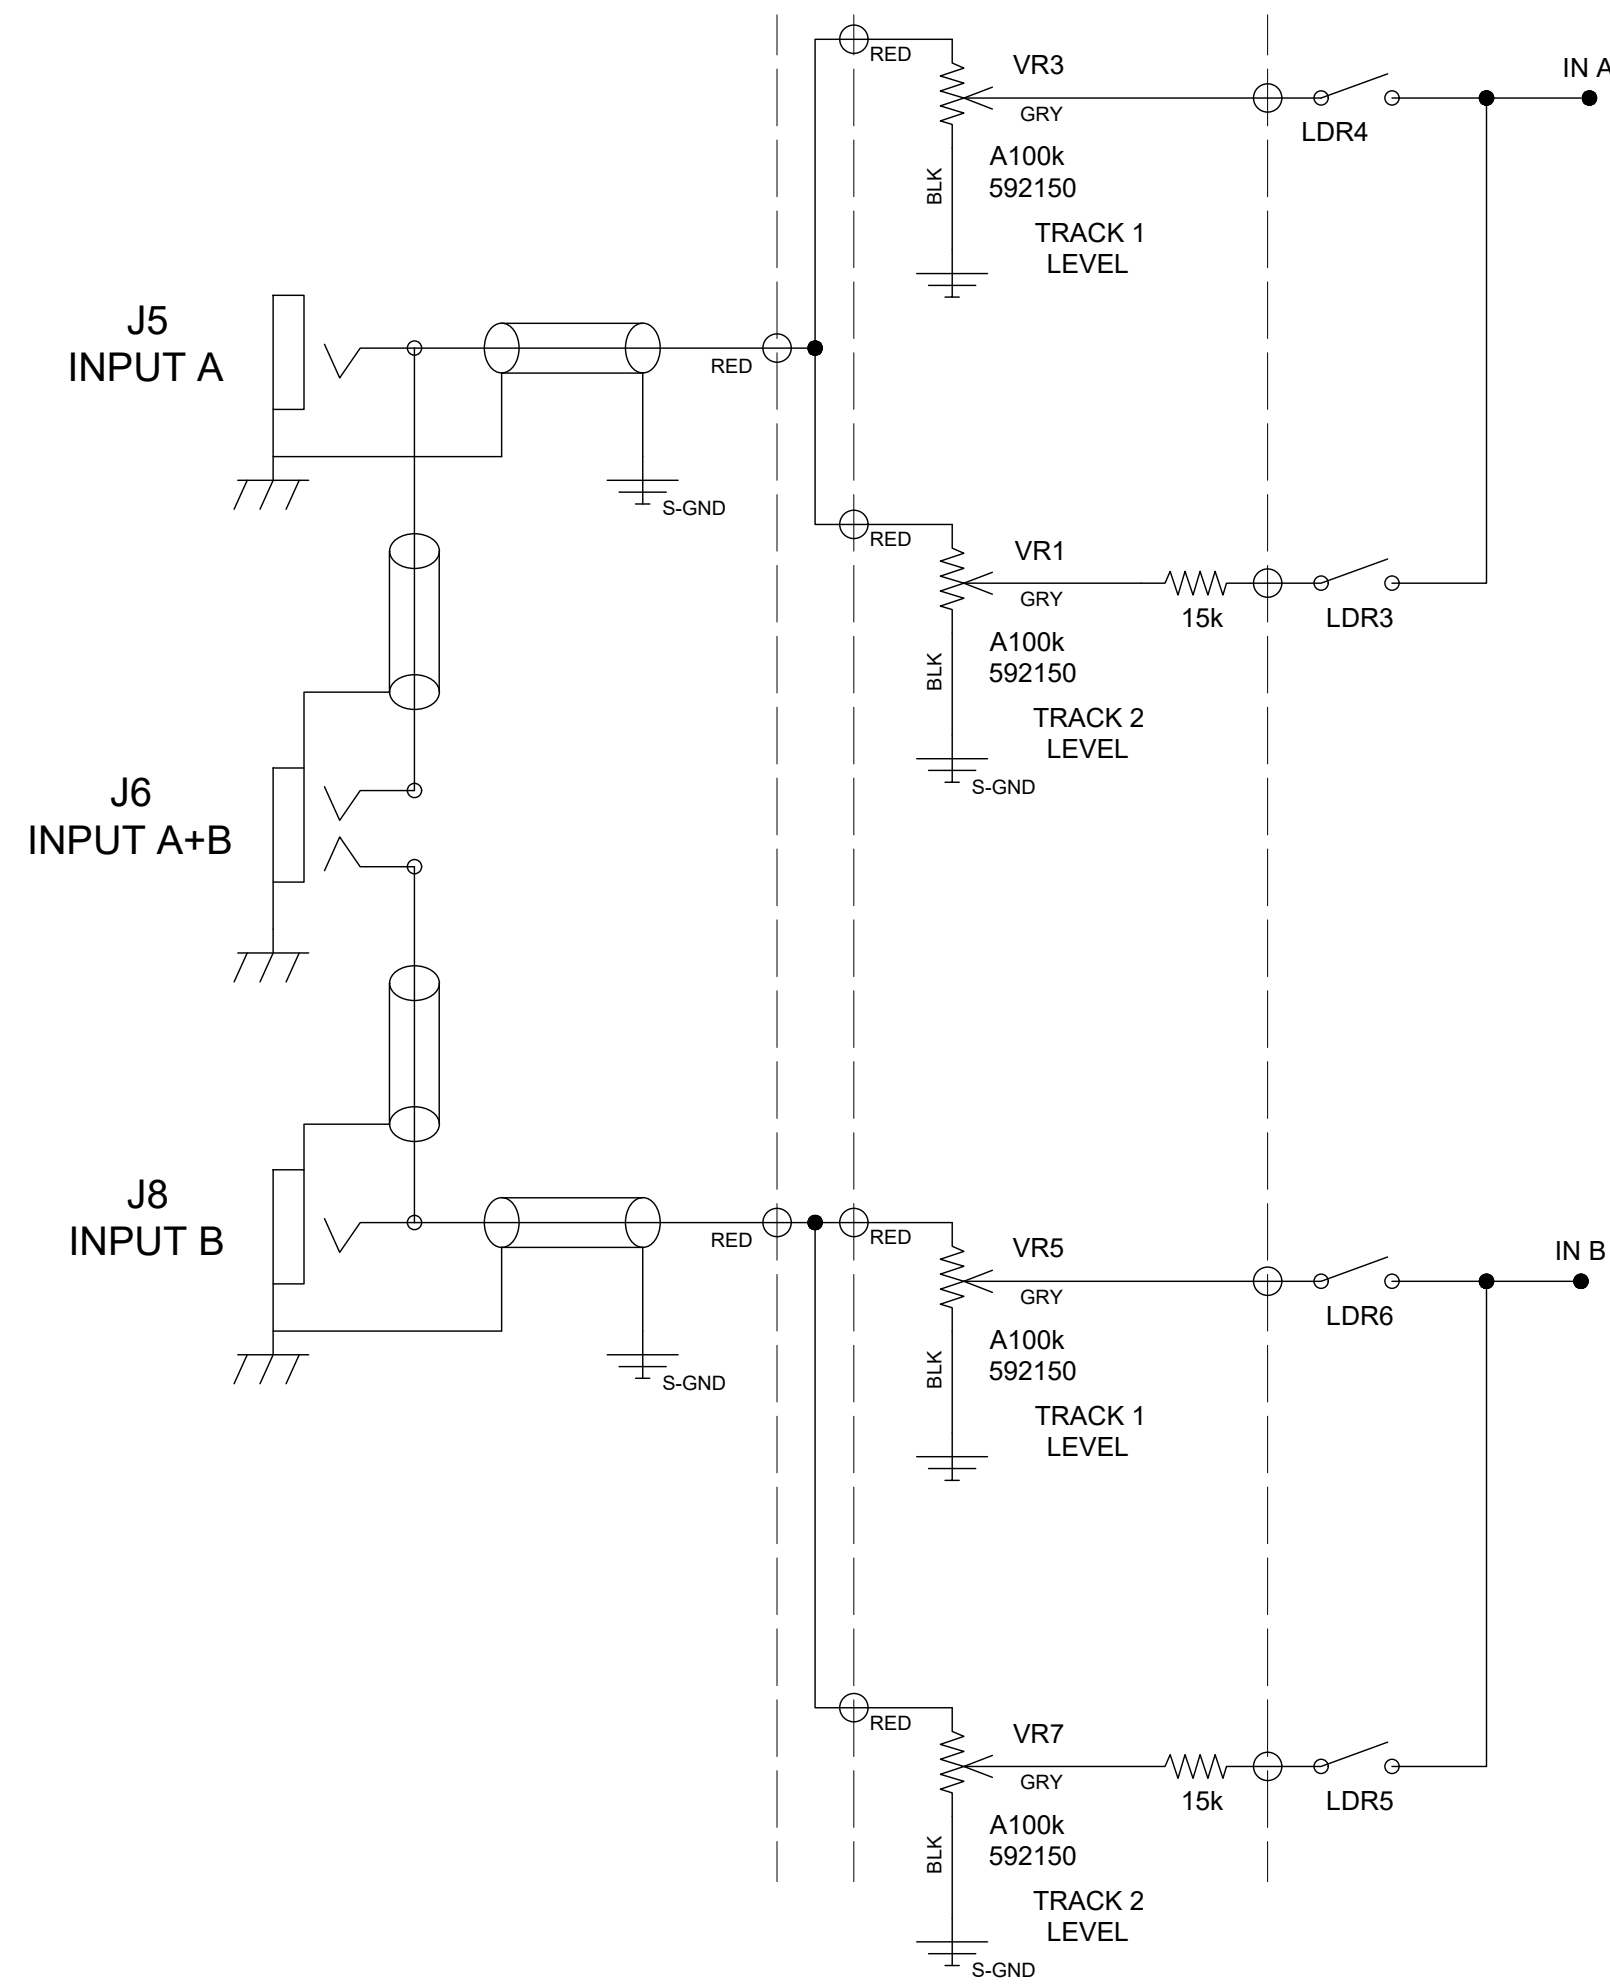 RED
VR3
IN A
GRY
LDR4
A100k
592150
BLK
TRACK 1
LEVEL
J5
INPUT A
RED
S-GND
RED
VR1
GRY
15k
LDR3
A100k
592150
BLK
TRACK 2
LEVEL
S-GND
J6
INPUT A+B
J8
INPUT B
RED
RED
VR5
IN B
GRY
LDR6
A100k
592150
BLK
S-GND
TRACK 1
LEVEL
RED
VR7
GRY
15k
LDR5
A100k
592150
BLK
TRACK 2
LEVEL
S-GND